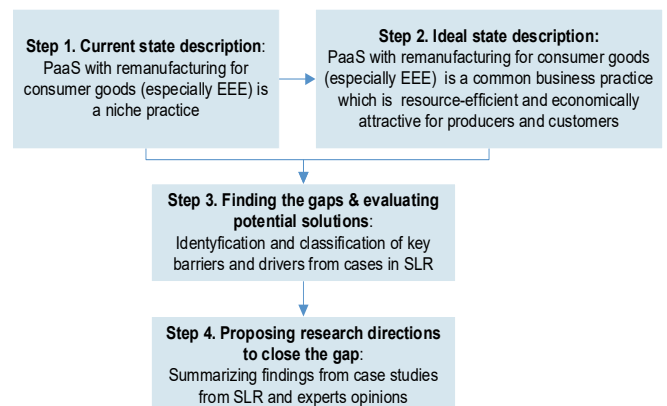 Step 1. Current state description:
PaaS with remanufacturing for
consumer goods (especially EEE) is
a niche practice
Step 2. Ideal state description:
PaaS with remanufacturing for consumer goods
(especially EEE) is a common business practice
which is resource-efficient and economically
attractive for producers and customers
Step 3. Finding the gaps & evaluating
potential solutions:
Identyfication and classification of key
barriers and drivers from cases in SLR
Step 4. Proposing research directions
to close the gap:
Summarizing findings from case studies
from SLR and experts opinions